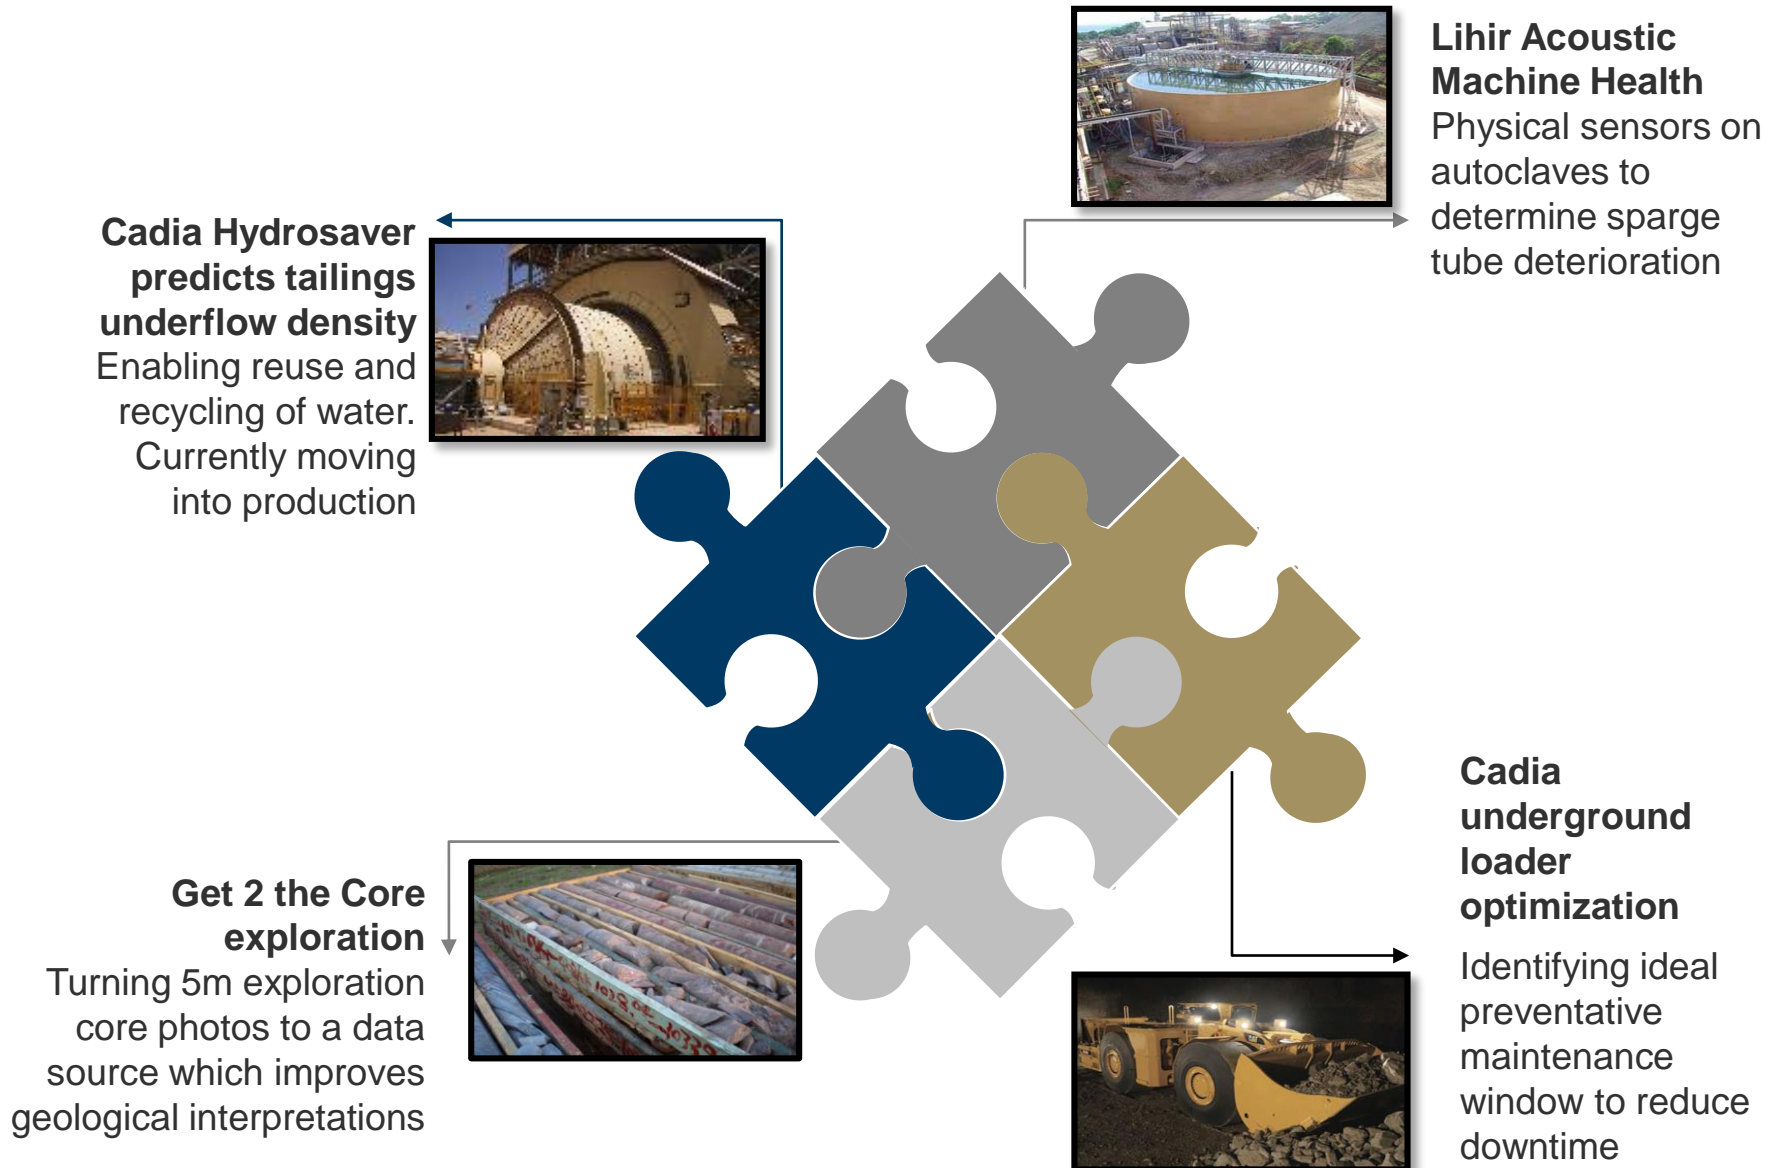 Lihir Acoustic
Machine Health
Physical sensors on
autoclaves to
determine sparge
tube deterioration
Cadia Hydrosaver
predicts tailings
underflow density
Enabling reuse and
recycling of water.
Currently moving
into production
Get 2 the Core
exploration
Turning 5m exploration
core photos to a data
source which improves
geological interpretations
Cadia
underground
loader
optimization
Identifying ideal
preventative
maintenance
window to reduce
downtime